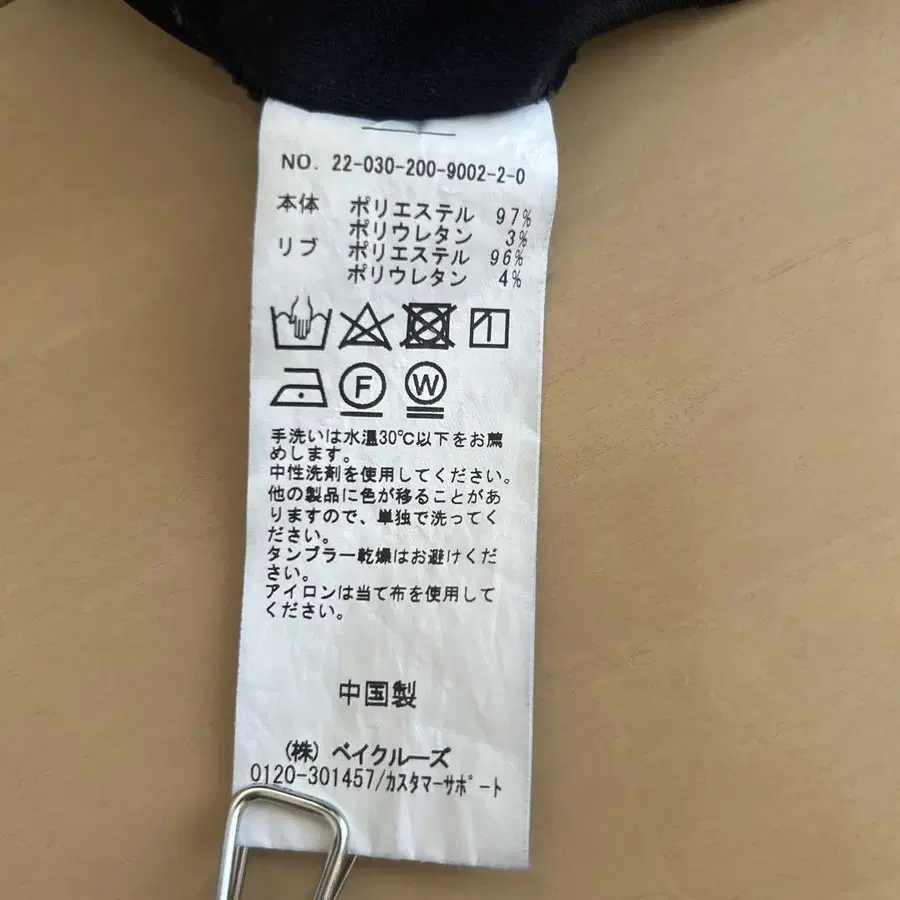 NO. 22-030-200-9002-2-0
本体 ポリエステル 97%
ポリウレタン 3%
リブ ポリエステル 96%
ポリウレタン 4%
F W
手洗いは水温30℃以下をお薦
めします。
中性洗剤を使用してください。
他の製品に色が移ることがあ
りますので、単独で洗ってく
ださい。
タンブラー乾燥はお避けくだ
さい。
アイロンは当て布を使用して
ください。
中国製
(株) ベイクルーズ
0120-301457/カスタマーサポート